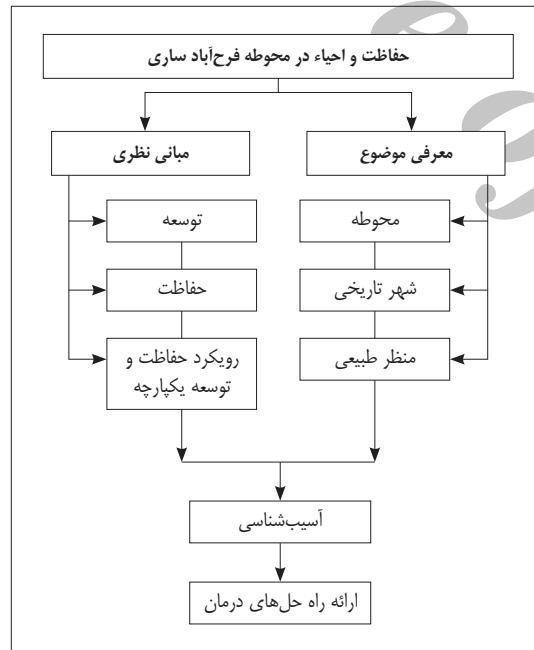 حفاظت و احیاء در محوطه فرح‌آباد ساری
معرفی موضوع
مبانی نظری
محوطه
توسعه
شهر تاریخی
حفاظت
منظر طبیعی
رویکرد حفاظت و
توسعه یکپارچه
آسیب‌شناسی
ارائه راه حل‌های درمان